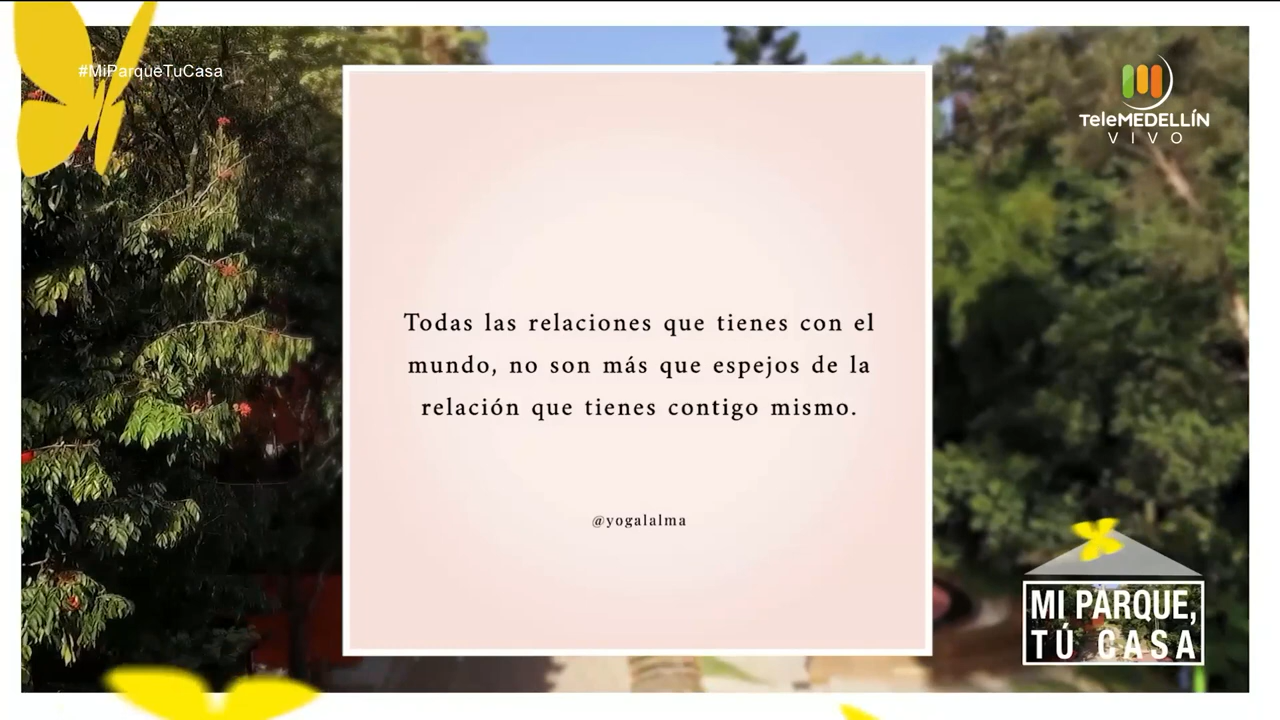 #MiParqueTuCasa
TeleMEDELLÍN
VIVO
Todas las relaciones que tienes con el
mundo, no son más que espejos de la
relación que tienes contigo mismo.
@yogalalma
MI PARQUE,
TÚ CASA